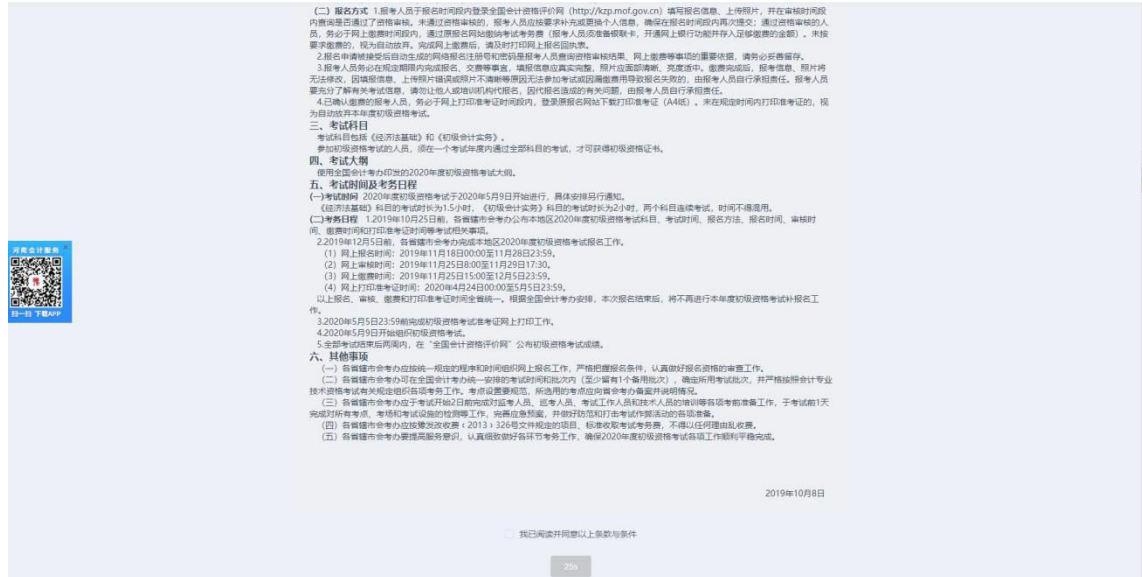 （二）报名方式 1.报考人员于报名时间段内登录全国会计资格评价网（http://kzp.mof.gov.cn）填写报名信息、上传照片，并在审核时间段
内查询是否通过了资格审核。未通过资格审核的，报考人员应按要求补充或更换个人信息，确保在报名时间段内再次提交；通过资格审核的人
员，务必于网上缴费时间段内，通过原报名网站缴纳考试考务费（报考人员须准备银联卡，开通网上银行功能并存入足够缴费的金额）。未按
要求缴费的，视为自动放弃。完成网上缴费后，请及时打印网上报名回执表。
2.报名申请被接受后自动生成的网络报名注册号和密码是报考人员查询资格审核结果、网上缴费等事项的重要依据，请务必妥善留存。
3.报考人员务必在规定期限内完成报名、交费等事宜，填报信息应真实完整，照片应面部清晰、亮度适中。缴费完成后，报考信息、照片将
无法修改，因填报信息、上传照片错误或照片不清晰等原因无法参加考试或因漏缴费用导致报名失败的，由报考人员自行承担责任。报考人员
要充分了解有关考试信息，请勿让他人或培训机构代报名，因代报名造成的有关问题，由报考人员自行承担责任。
4.已确认缴费的报考人员，务必于网上打印准考证时间段内，登录原报名网站下载打印准考证（A4纸）。未在规定时间内打印准考证的，视
为自动放弃本年度初级资格考试。
三、考试科目
考试科目包括《经济法基础》和《初级会计实务》。
参加初级资格考试的人员，须在一个考试年度内通过全部科目的考试，才可获得初级资格证书。
四、考试大纲
使用全国会计考办印发的2020年度初级资格考试大纲。
五、考试时间及考务日程
(一)考试时间 2020年度初级资格考试于2020年5月9日开始进行，具体安排另行通知。
《经济法基础》科目的考试时长为1.5小时，《初级会计实务》科目的考试时长为2小时，两个科目连续考试，时间不得混用。
(二)考务日程 1.2019年10月25日前，各省辖市会考办公布本地区2020年度初级资格考试科目、考试时间、报名方法、报名时间、审核时
间、缴费时间和打印准考证时间等考试相关事项。
2.2019年12月5日前，各省辖市会考办完成本地区2020年度初级资格考试报名工作。
（1）网上报名时间：2019年11月18日00:00至11月28日23:59。
（2）网上审核时间：2019年11月25日8:00至11月29日17:30。
（3）网上缴费时间：2019年11月25日15:00至12月5日23:59。
（4）网上打印准考证时间：2020年4月24日00:00至5月5日23:59。
以上报名、审核、缴费和打印准考证时间全省统一。根据全国会计考办安排，本次报名结束后，将不再进行本年度初级资格考试补报名工
作。
3.2020年5月5日23:59前完成初级资格考试准考证网上打印工作。
4.2020年5月9日开始组织初级资格考试。
5.全部考试结束后两周内，在“全国会计资格评价网”公布初级资格考试成绩。
六、其他事项
（一）各省辖市会考办应按统一规定的程序和时间组织网上报名工作，严格把握报名条件，认真做好报名资格的审查工作。
（二）各省辖市会考办可在全国会计考办统一安排的考试时间和批次内（至少留有1个备用批次），确定所用考试批次，并严格按照会计专业
技术资格考试有关规定组织各项考务工作。考点设置要规范，所选用的考点应向省会考办备案并说明情况。
（三）各省辖市会考办应于考试开始2日前完成对监考人员、巡考人员、考试工作人员和技术人员的培训等各项考前准备工作，于考试前1天
完成对所有考点、考场和考试设施的检测等工作，完善应急预案，并做好防范和打击考试作弊活动的各项准备。
（四）各省辖市会考办应按豫发改收费﹝2013﹞326号文件规定的项目、标准收取考试考务费，不得以任何理由乱收费。
（五）各省辖市会考办要提高服务意识，认真细致做好各环节考务工作，确保2020年度初级资格考试各项工作顺利平稳完成。
2019年10月8日
河南会计服务 ×
扫一扫 下载APP
我已阅读并同意以上条款与条件
25s